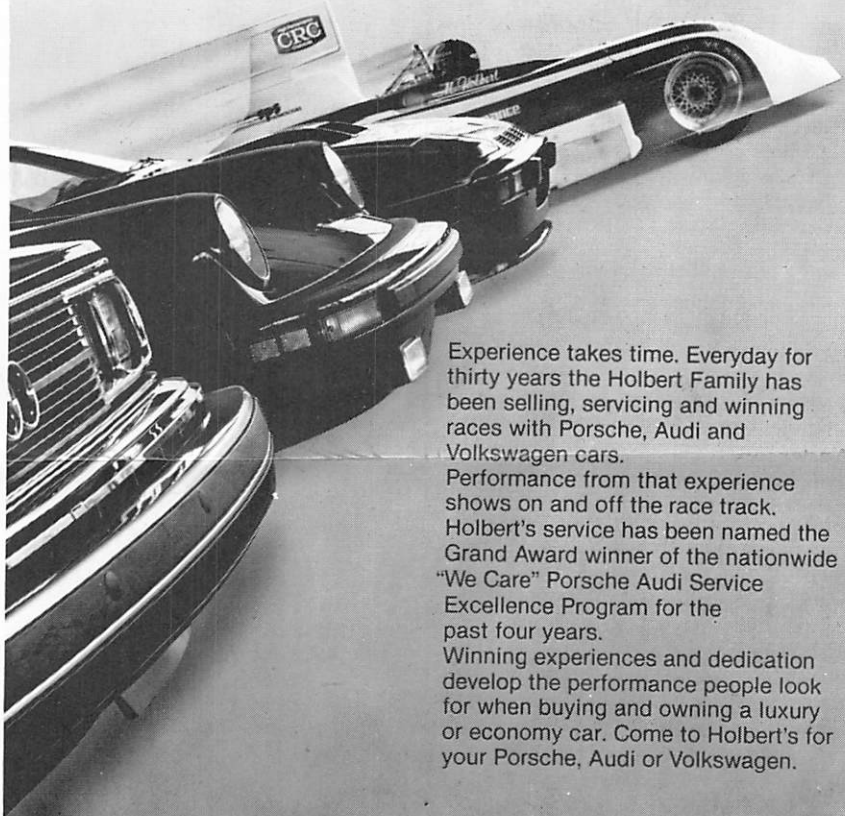 CRC
Al Holbert
Experience takes time. Everyday for
thirty years the Holbert Family has
been selling, servicing and winning
races with Porsche, Audi and
Volkswagen cars.
Performance from that experience
shows on and off the race track.
Holbert's service has been named the
Grand Award winner of the nationwide
"We Care" Porsche Audi Service
Excellence Program for the
past four years.
Winning experiences and dedication
develop the performance people look
for when buying and owning a luxury
or economy car. Come to Holbert's for
your Porsche, Audi or Volkswagen.